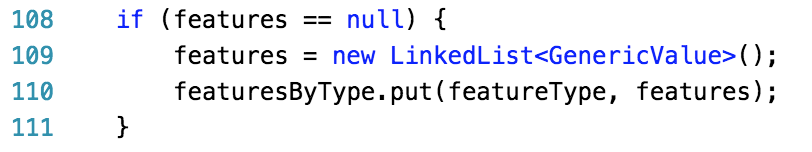 108    if (features == null) {
109        features = new LinkedList<GenericValue>();
110        featuresByType.put(featureType, features);
111    }